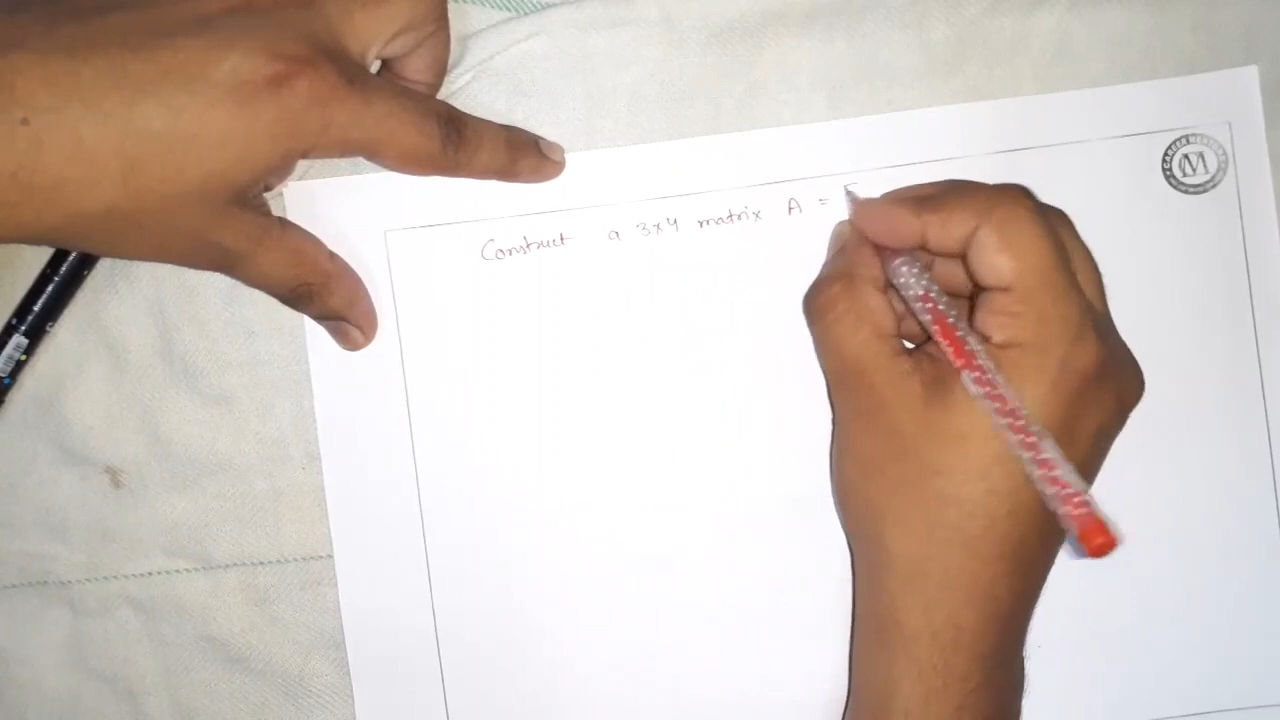 Construct a 3x4 matrix A = [
M